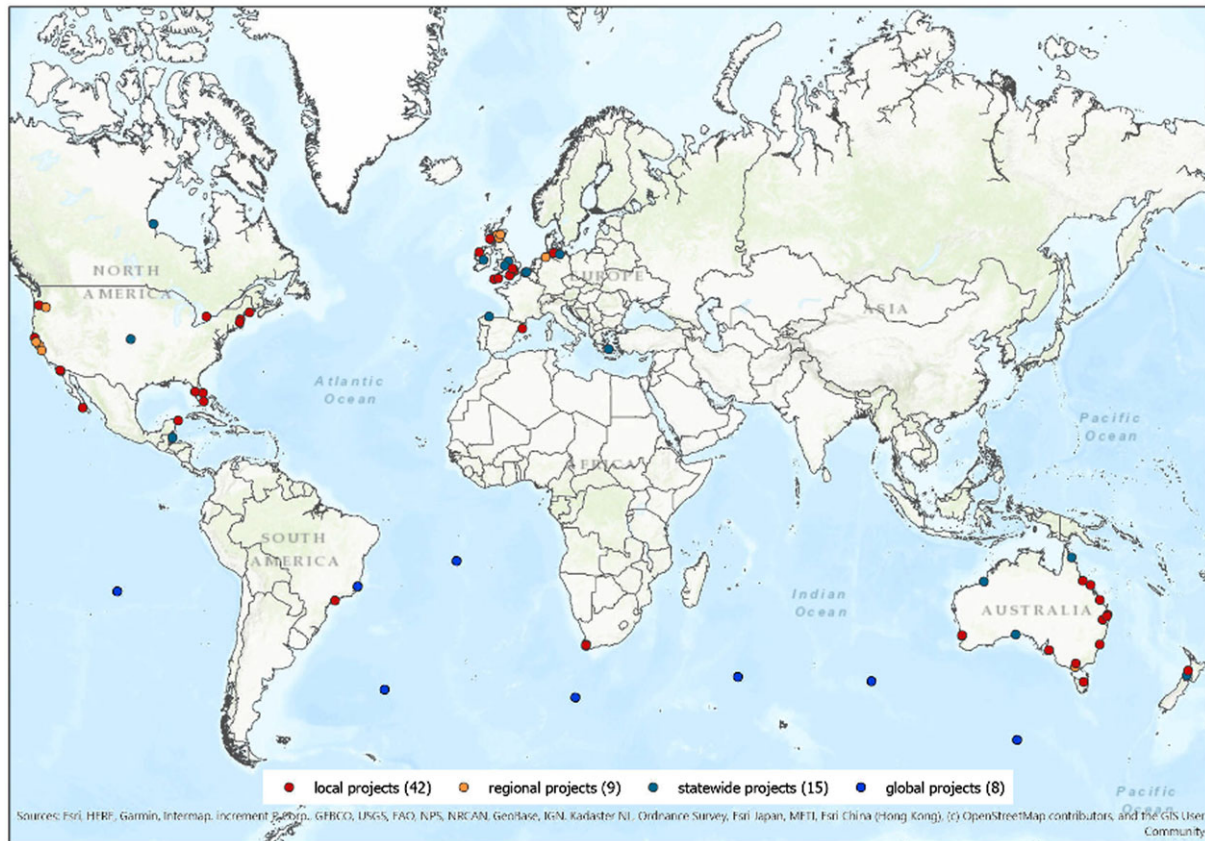 NORTH
AMERICA
Atlantic
Ocean
EUROPE
ASIA
Pacific
Ocean
AFRICA
SOUTH
AMERICA
Indian
Ocean
AUSTRALIA
local projects (42) regional projects (9) statewide projects (15) global projects (8)
Pacific
Ocean
Sources: Esri, HERE, Garmin, Intermap, increment P Corp., GEBCO, USGS, FAO, NPS, NRCAN, GeoBase, IGN, Kadaster NL, Ordnance Survey, Esri Japan, METI, Esri China (Hong Kong), (c) OpenStreetMap contributors, and the GIS User
Community